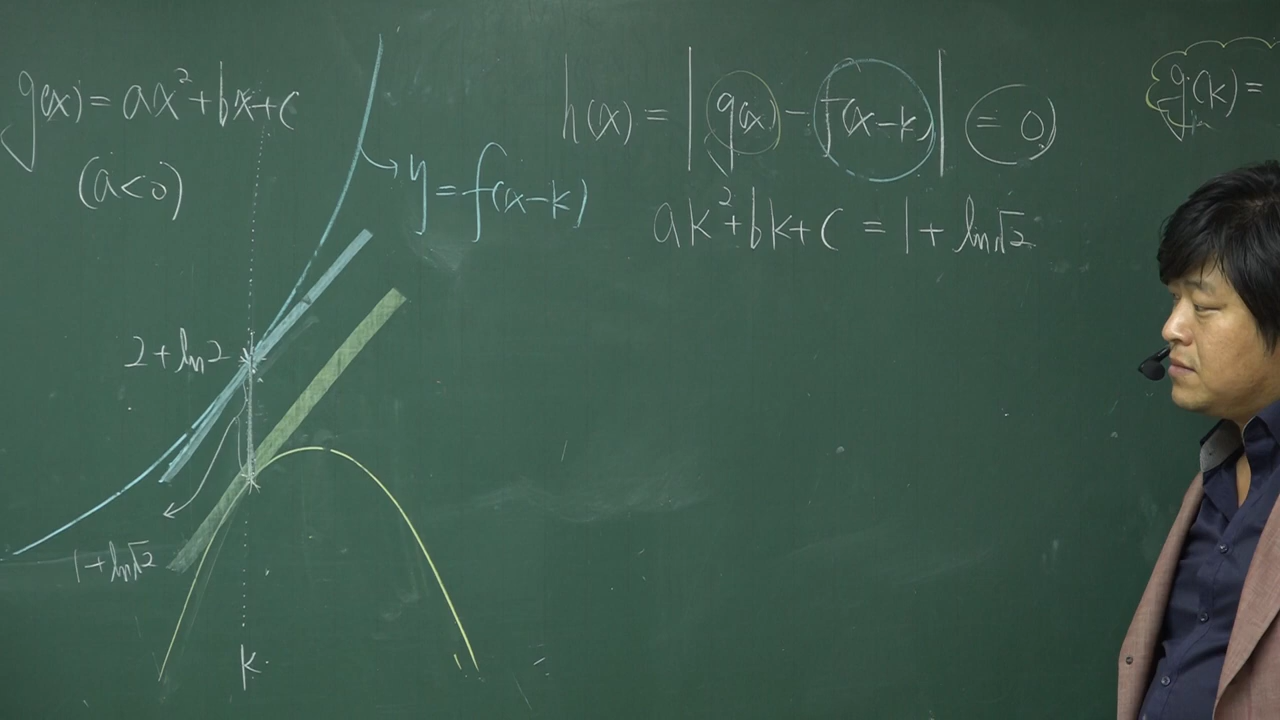 g(x) = ax²+bx+c
(a<0)
y=f(x-k)
h(x) = | g(x) - f(x-k) | = 0
ak²+bk+c = 1+ln√2
g'(k) =
2+ln2
1+ln√2
k